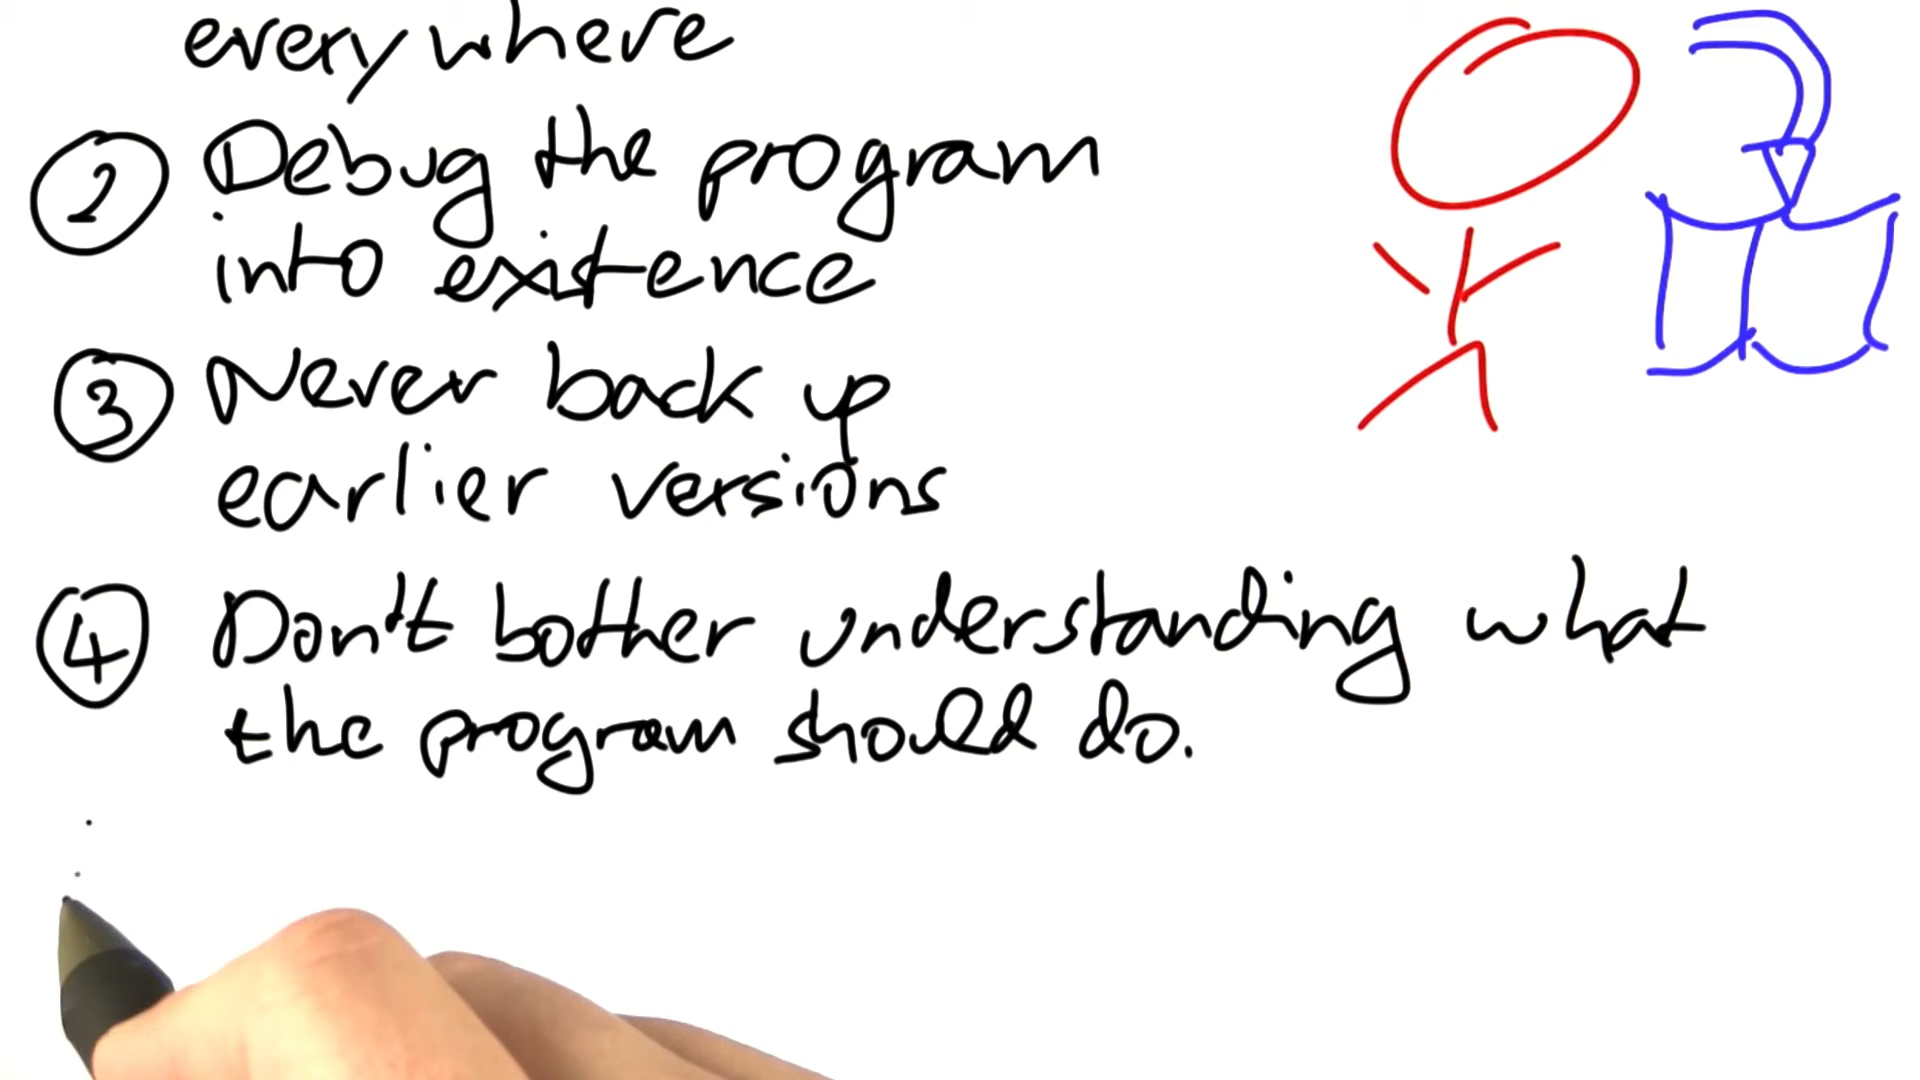 everywhere
2 Debug the program
into existence
3 Never back up
earlier versions
4 Don't bother understanding what
the program should do.